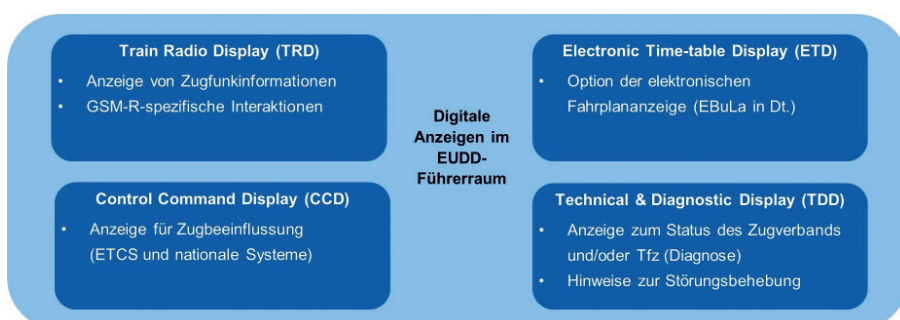 Train Radio Display (TRD)
• Anzeige von Zugfunkinformationen
• GSM-R-spezifische Interaktionen
Electronic Time-table Display (ETD)
• Option der elektronischen
Fahrplananzeige (EBuLa in Dt.)
Digitale
Anzeigen im
EUDD-
Führerraum
Control Command Display (CCD)
• Anzeige für Zugbeeinflussung
(ETCS und nationale Systeme)
Technical & Diagnostic Display (TDD)
• Anzeige zum Status des Zugverbands
und/oder Tfz (Diagnose)
• Hinweise zur Störungsbehebung